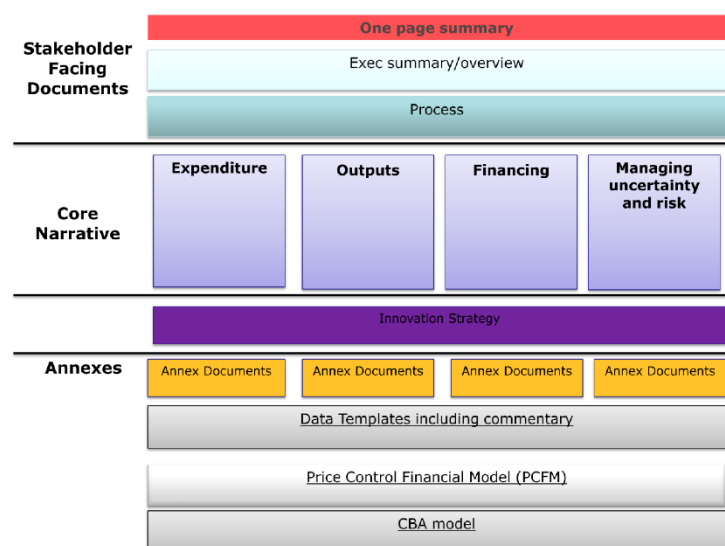 One page summary
Stakeholder
Facing
Documents
Exec summary/overview
Process
Core
Narrative
Expenditure
Outputs
Financing
Managing
uncertainty
and risk
Innovation Strategy
Annexes
Annex Documents
Annex Documents
Annex Documents
Annex Documents
Data Templates including commentary
Price Control Financial Model (PCFM)
CBA model